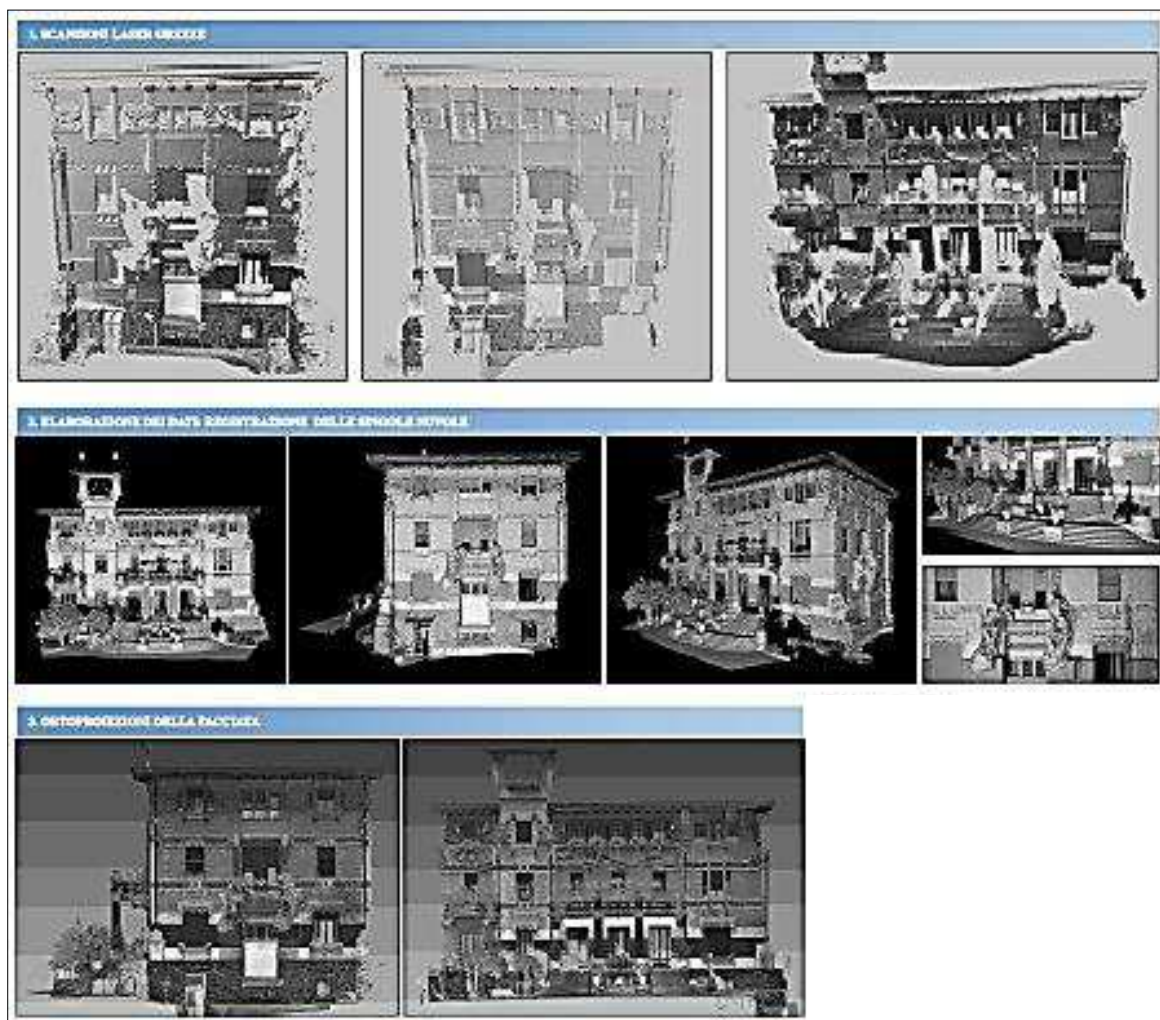 1. SCANSIONI LASER GREZZE
2. ELABORAZIONE DEI DATI: REGISTRAZIONE DELLE SINGOLE NUVOLE
3. ORTOPROIEZIONI DELLA FACCIATA